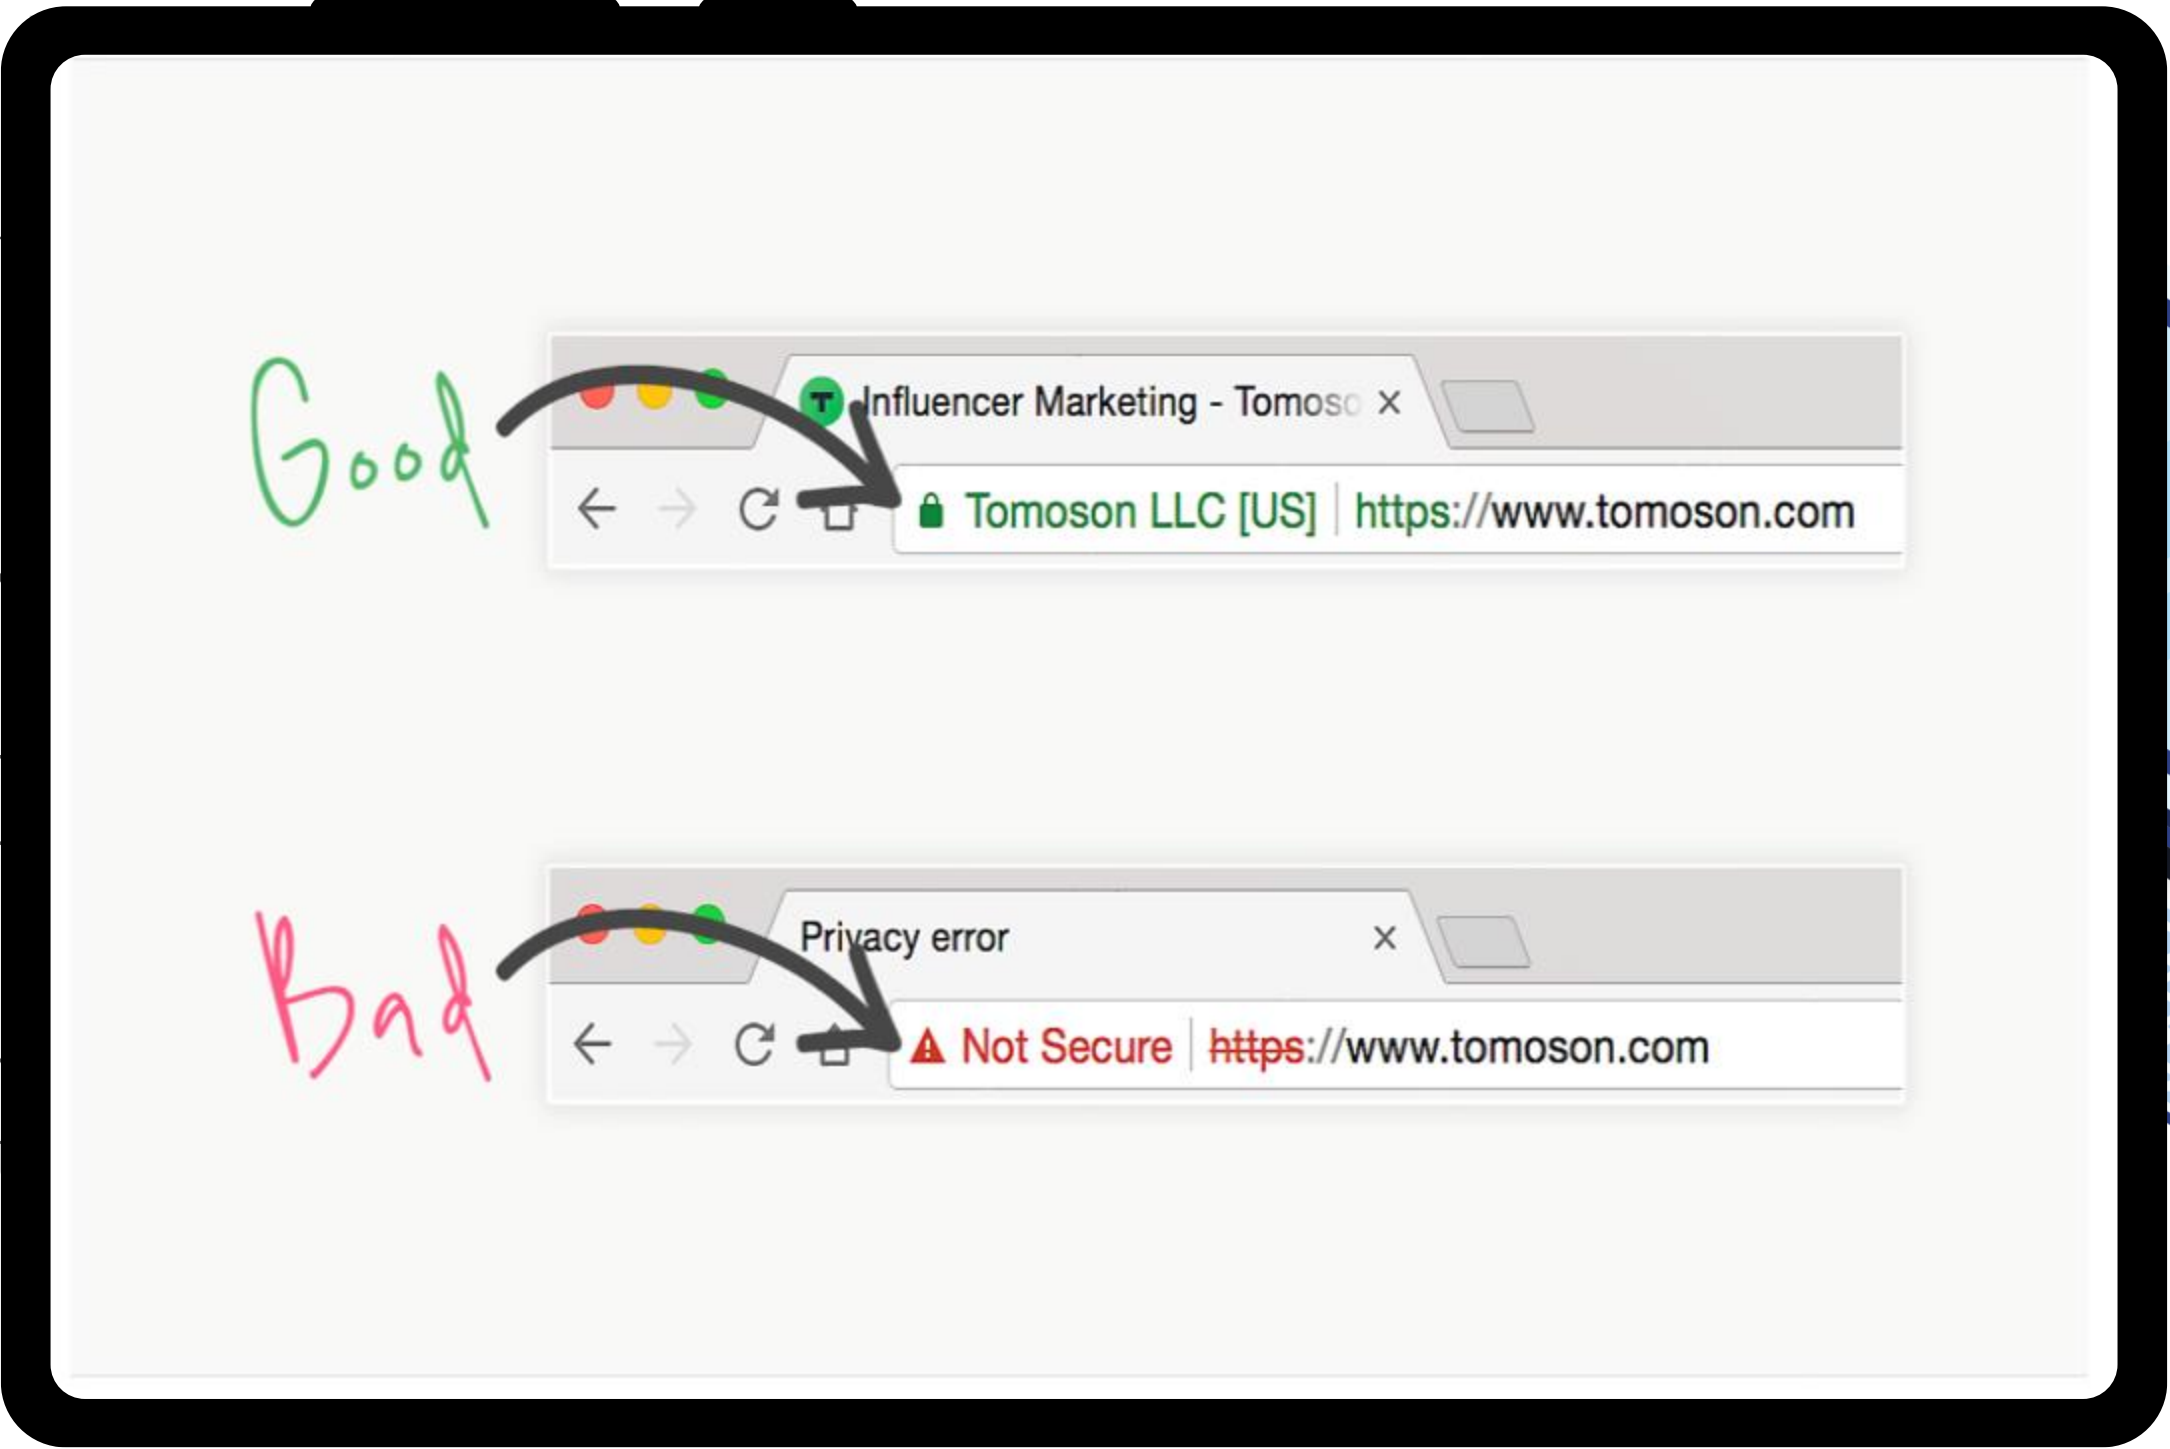 Good
Influencer Marketing - Tomoso
Tomoson LLC [US] | https://www.tomoson.com
Bad
Privacy error
Not Secure | https://www.tomoson.com